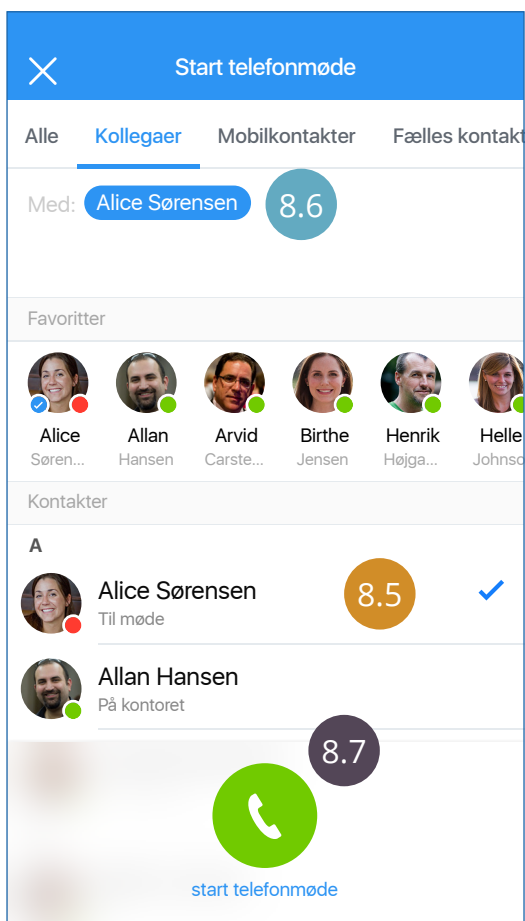 Start telefonmøde
Alle Kollegaer Mobilkontakter Fælles kontakt
Med: Alice Sørensen 8.6
Favoritter
Alice Allan Arvid Birthe Henrik Helle
Søren... Hansen Carste... Jensen Højga... Johnso
Kontakter
A
Alice Sørensen 8.5
Til møde
Allan Hansen
På kontoret
8.7
start telefonmøde